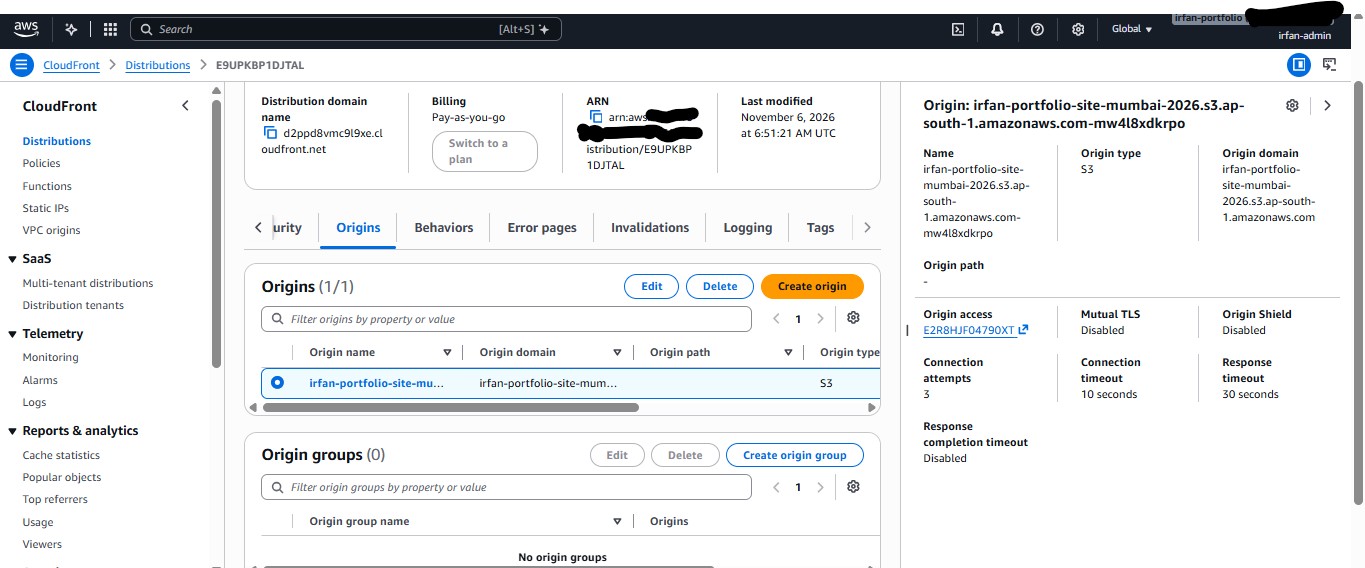 aws
Search
[Alt+S]
Global
irfan-portfolio
irfan-admin
CloudFront
Distributions
E9UPKBP1DJTAL
CloudFront
Distributions
Policies
Functions
Static IPs
VPC origins
SaaS
Multi-tenant distributions
Distribution tenants
Telemetry
Monitoring
Alarms
Logs
Reports & analytics
Cache statistics
Popular objects
Top referrers
Usage
Viewers
Distribution domain
name
d2ppd8vmc9l9xe.cl
oudfront.net
Billing
Pay-as-you-go
Switch to a
plan
ARN
arn:aws
istribution/E9UPKBP
1DJTAL
Last modified
November 6, 2026
at 6:51:21 AM UTC
urity
Origins
Behaviors
Error pages
Invalidations
Logging
Tags
Origins (1/1)
Edit
Delete
Create origin
Filter origins by property or value
1
Origin name
Origin domain
Origin path
Origin type
irfan-portfolio-site-mu...
irfan-portfolio-site-mum...
S3
Origin groups (0)
Edit
Delete
Create origin group
Filter origin groups by property or value
1
Origin group name
Origins
No origin groups
Origin: irfan-portfolio-site-mumbai-2026.s3.ap-
south-1.amazonaws.com-mw4l8xdkrpo
Name
irfan-portfolio-site-
mumbai-2026.s3.ap-
south-
1.amazonaws.com-
mw4l8xdkrpo
Origin type
S3
Origin domain
irfan-portfolio-
site-mumbai-
2026.s3.ap-south-
1.amazonaws.com
Origin path
-
Origin access
E2R8HJF04790XT
Mutual TLS
Disabled
Origin Shield
Disabled
Connection
attempts
3
Connection
timeout
10 seconds
Response
timeout
30 seconds
Response
completion timeout
Disabled